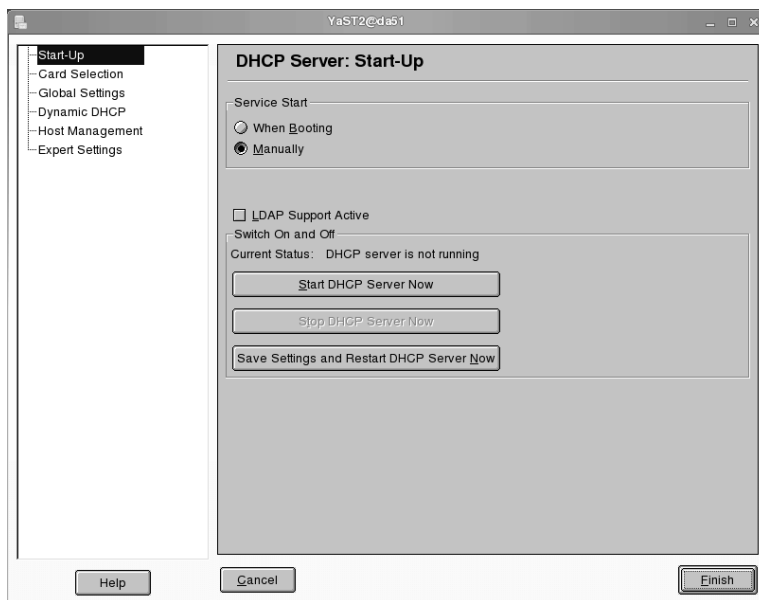 YaST2@da51
Start-Up
Card Selection
Global Settings
Dynamic DHCP
Host Management
Expert Settings
DHCP Server: Start-Up
Service Start
When Booting
Manually
LDAP Support Active
Switch On and Off
Current Status: DHCP server is not running
Start DHCP Server Now
Stop DHCP Server Now
Save Settings and Restart DHCP Server Now
Help
Cancel
Finish